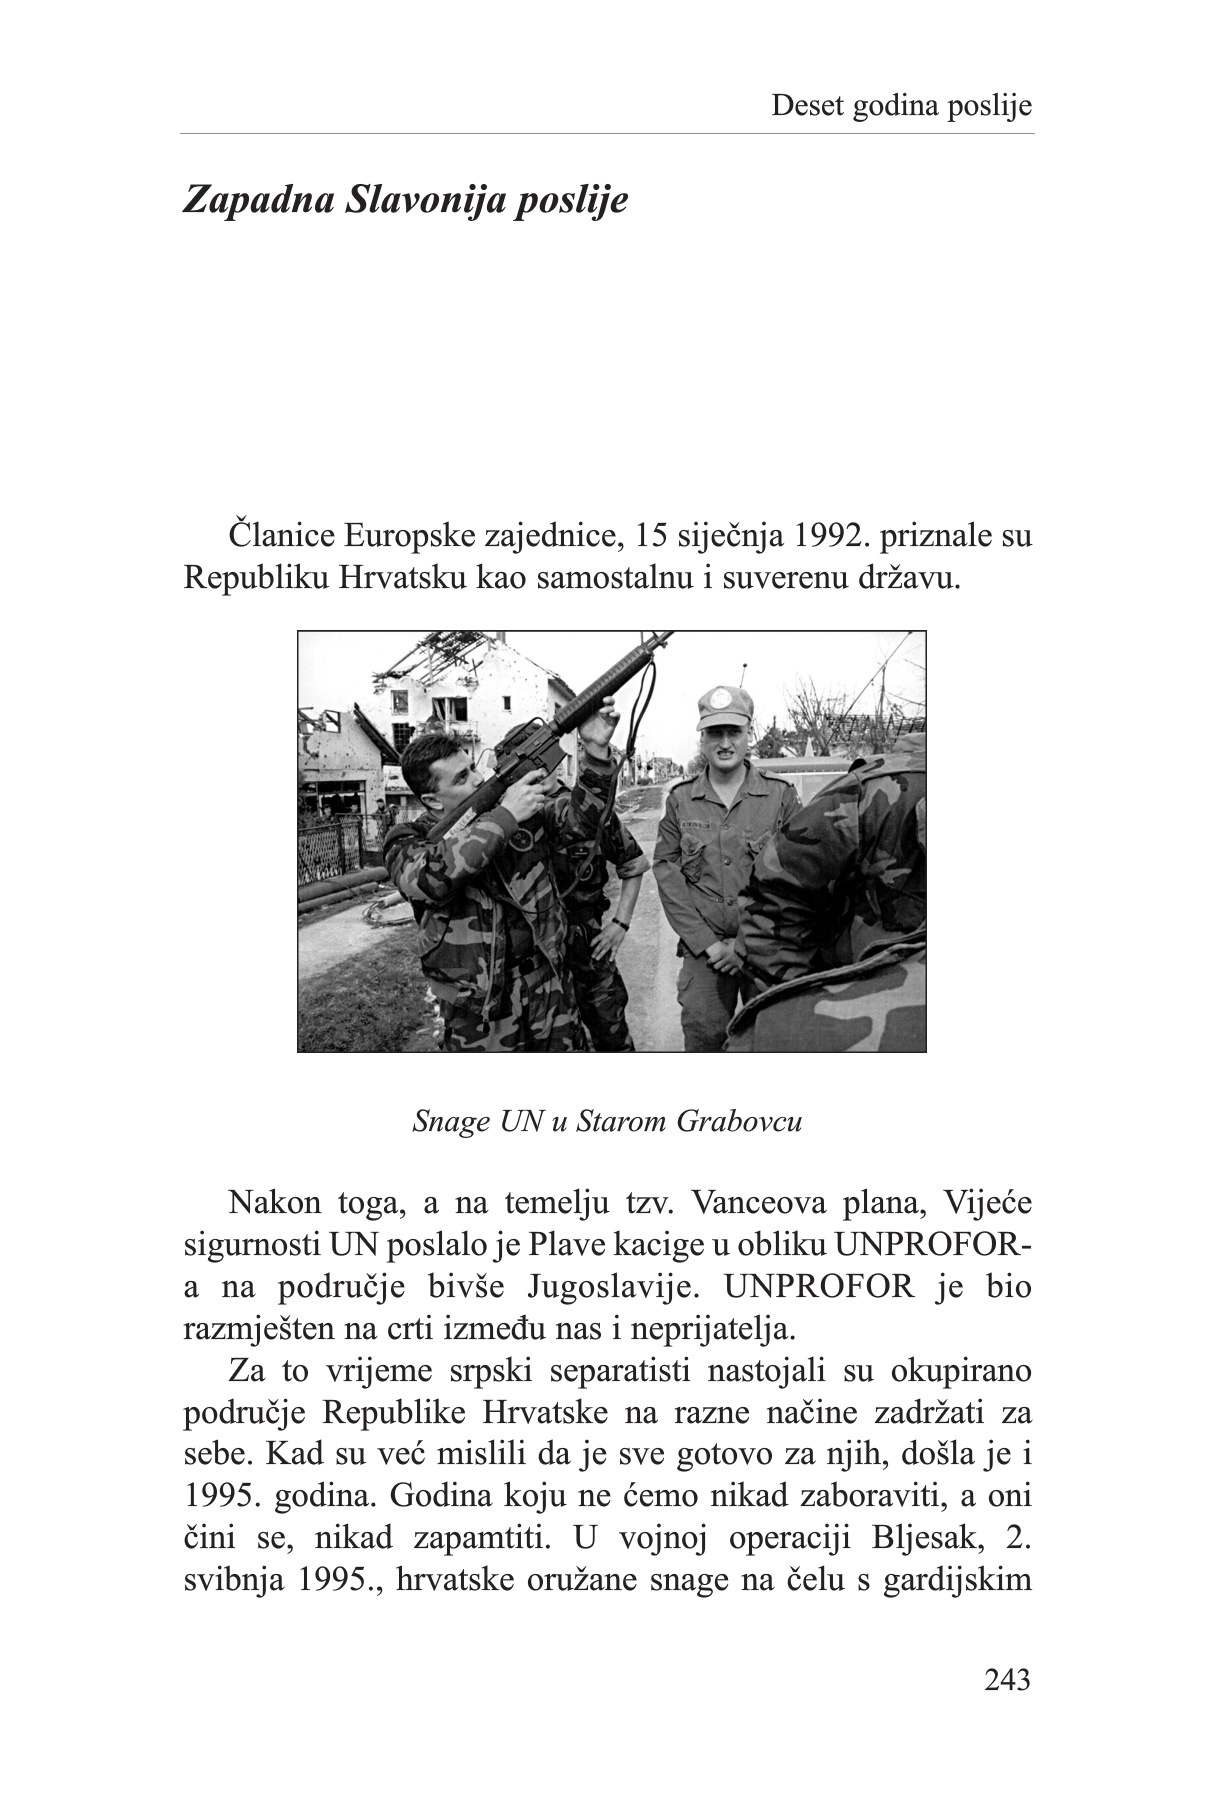 Deset godina poslije
Zapadna Slavonija poslije
Članice Europske zajednice, 15 siječnja 1992. priznale su
Republiku Hrvatsku kao samostalnu i suverenu državu.
Snage UN u Starom Grabovcu
Nakon toga, a na temelju tzv. Vanceova plana, Vijeće
sigurnosti UN poslalo je Plave kacige u obliku UNPROFOR-
a na područje bivše Jugoslavije. UNPROFOR je bio
razmješten na crti između nas i neprijatelja.
Za to vrijeme srpski separatisti nastojali su okupirano
područje Republike Hrvatske na razne načine zadržati za
sebe. Kad su već mislili da je sve gotovo za njih, došla je i
1995. godina. Godina koju ne ćemo nikad zaboraviti, a oni
čini se, nikad zapamtiti. U vojnoj operaciji Bljesak, 2.
svibnja 1995., hrvatske oružane snage na čelu s gardijskim
243